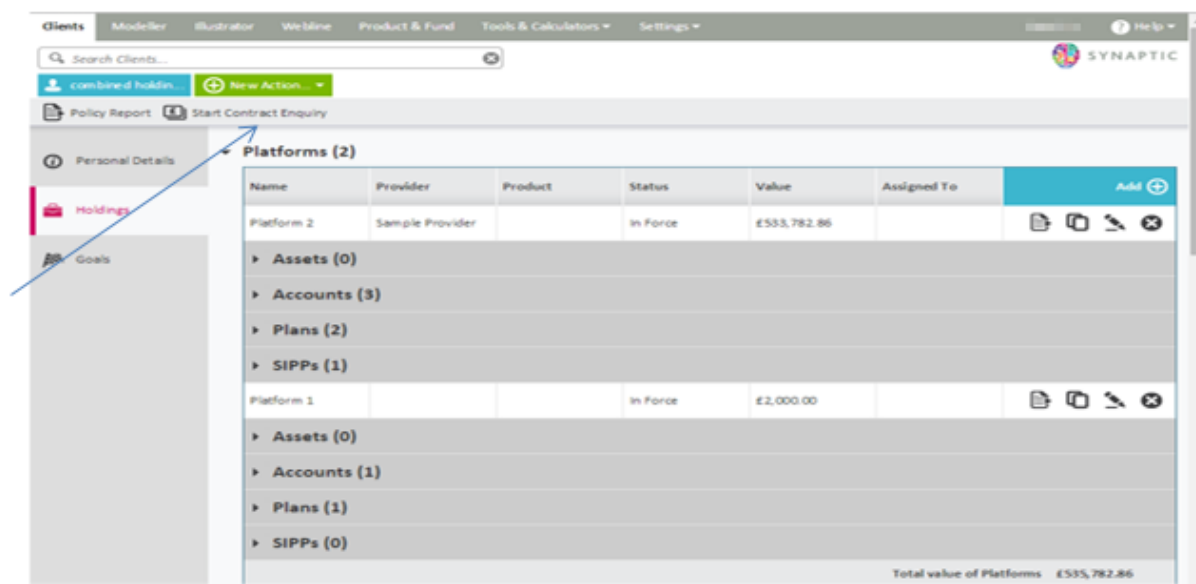 Clients Modeller Illustrator Webline Product & Fund Tools & Calculators Settings Help
Search Clients... SYNAPTIC
combined holdin... New Action...
Policy Report Start Contract Enquiry
Personal Details
Holdings
Goals
Platforms (2)
Name Provider Product Status Value Assigned To Add
Platform 2 Sample Provider In Force £533,782.86
Assets (0)
Accounts (3)
Plans (2)
SIPPs (1)
Platform 1 In Force £2,000.00
Assets (0)
Accounts (1)
Plans (1)
SIPPs (0)
Total value of Platforms £535,782.86